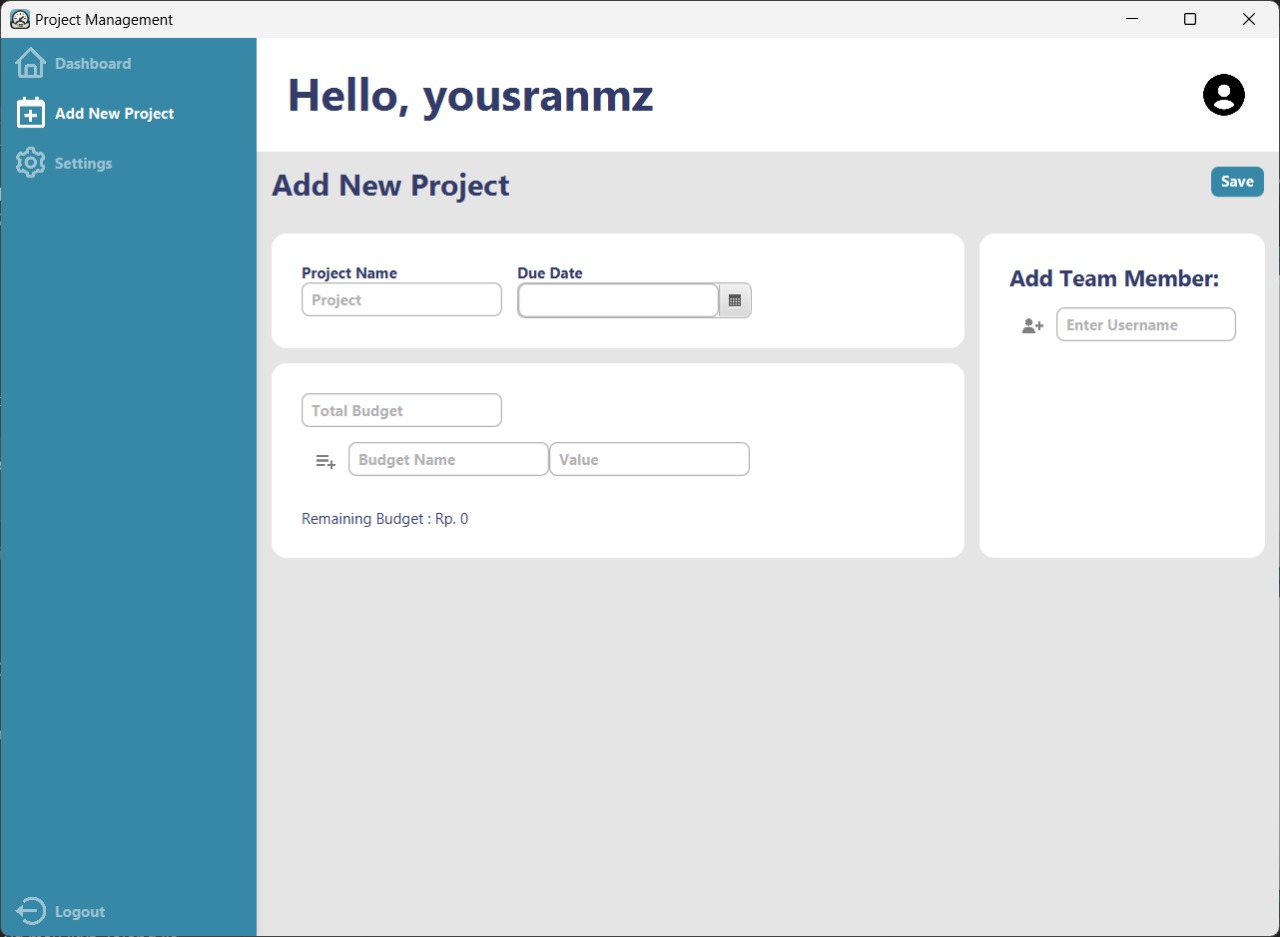 Project Management
Dashboard
Add New Project
Settings
Logout
Hello, yousranmz
Add New Project
Save
Project Name
Due Date
Project
Total Budget
Budget Name
Value
Remaining Budget : Rp. 0
Add Team Member:
Enter Username